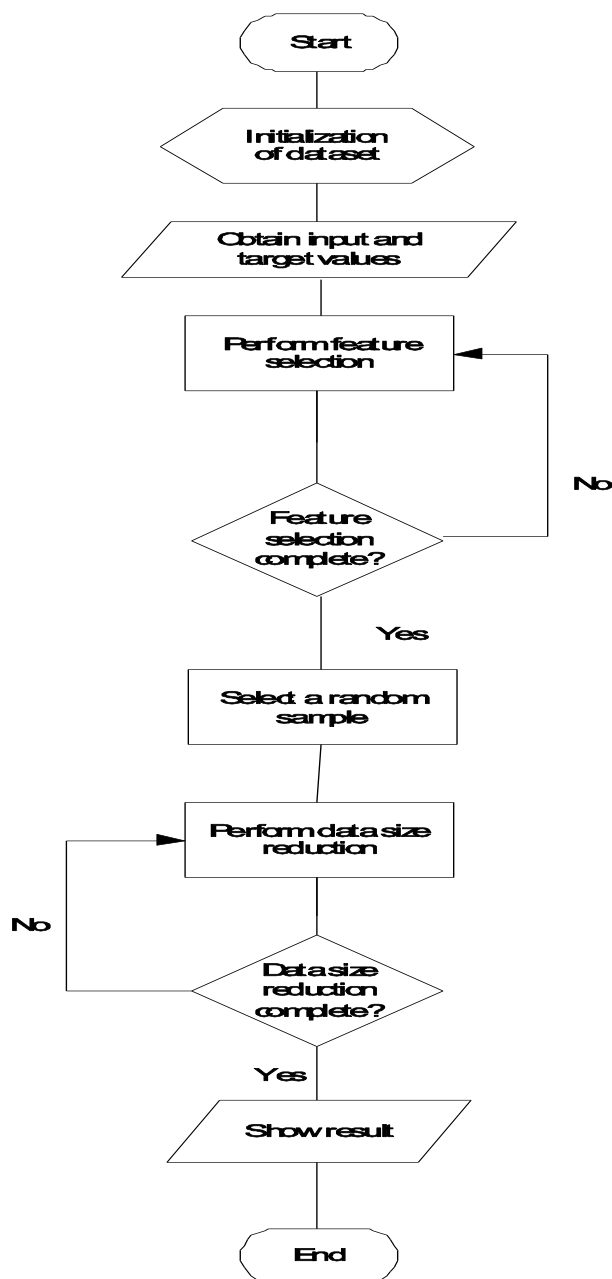 Start
Initialization
of dataset
Obtain input and
target values
Perform feature
selection
No
Feature
selection
complete?
Yes
Select a random
sample
Perform data size
reduction
No
Data size
reduction
complete?
Yes
Show result
End